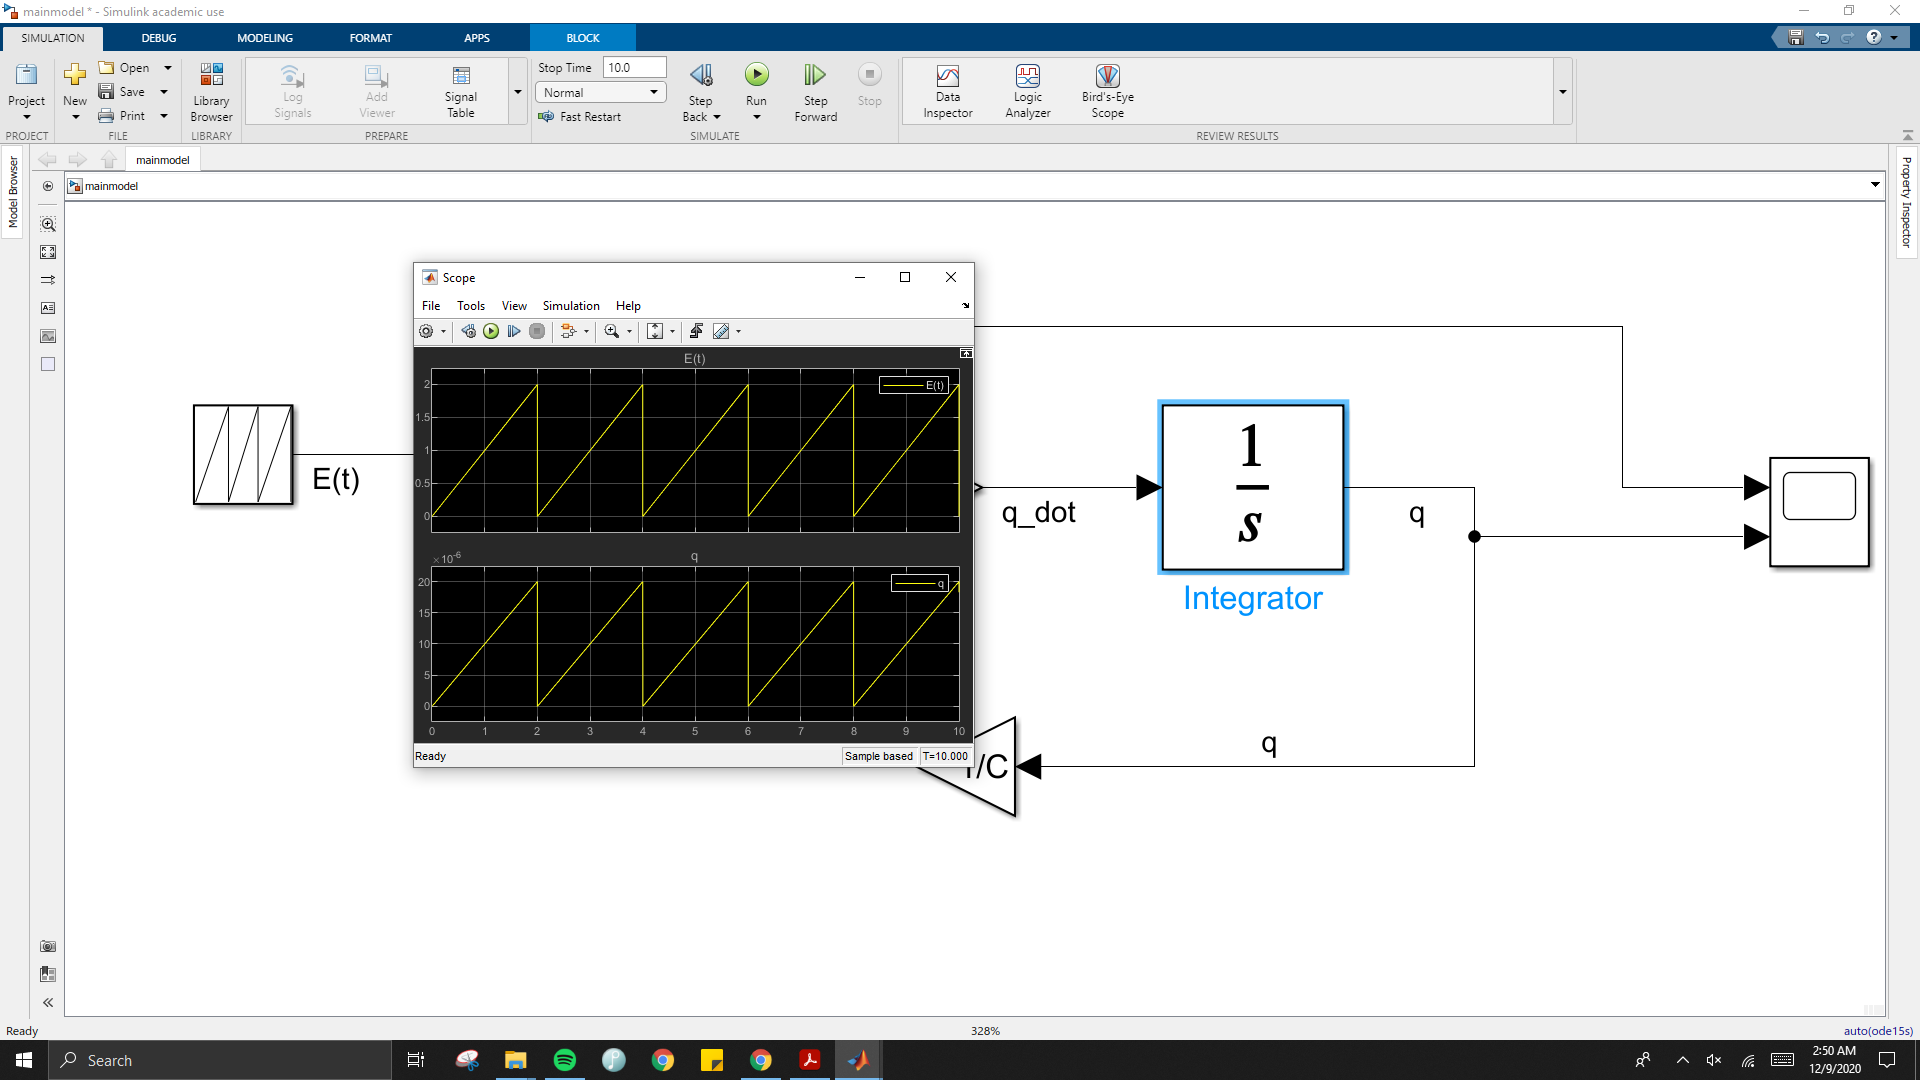 mainmodel * - Simulink academic use
SIMULATION
DEBUG
MODELING
FORMAT
APPS
BLOCK
Project
New
Open
Save
Print
Library
Browser
Log
Signals
Add
Viewer
Signal
Table
Stop Time 10.0
Normal
Fast Restart
Step
Back
Run
Step
Forward
Stop
Data
Inspector
Logic
Analyzer
Bird's-Eye
Scope
PROJECT
FILE
LIBRARY
PREPARE
SIMULATE
REVIEW RESULTS
Model Browser
mainmodel
mainmodel
Property Inspector
Scope
File Tools View Simulation Help
E(t)
E(t)
2
1.5
1
0.5
0
×10⁻⁶
q
q
20
15
10
5
0
0 1 2 3 4 5 6 7 8 9 10
Ready
Sample based T=10.000
E(t)
q_dot
1
s
Integrator
q
q
1/C
Ready
328%
auto(ode15s)
Search
2:50 AM
12/9/2020